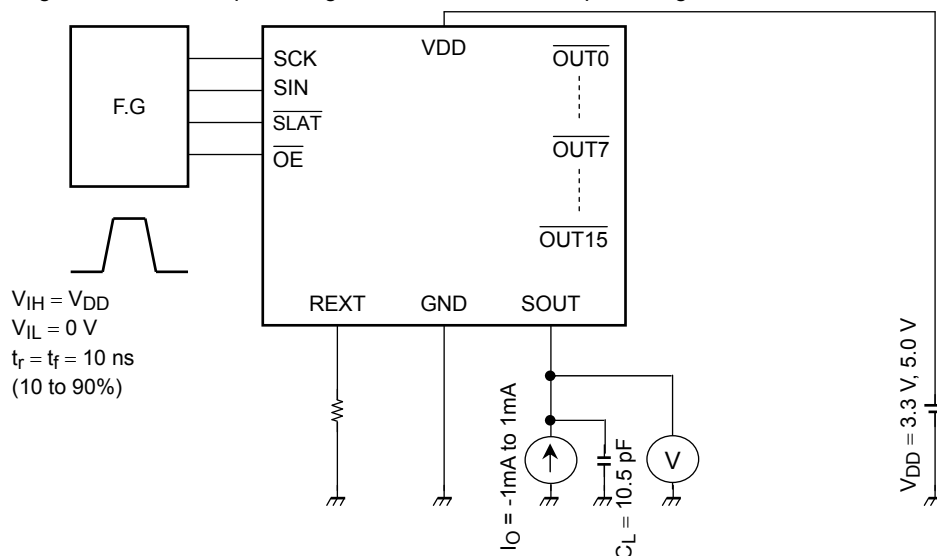 VDD
SCK
SIN
SLAT
OE
F.G
OUT0
OUT7
OUT15
VIH = VDD
VIL = 0 V
tr = tf = 10 ns
(10 to 90%)
REXT
GND
SOUT
IO = -1mA to 1mA
CL = 10.5 pF
V
VDD = 3.3 V, 5.0 V